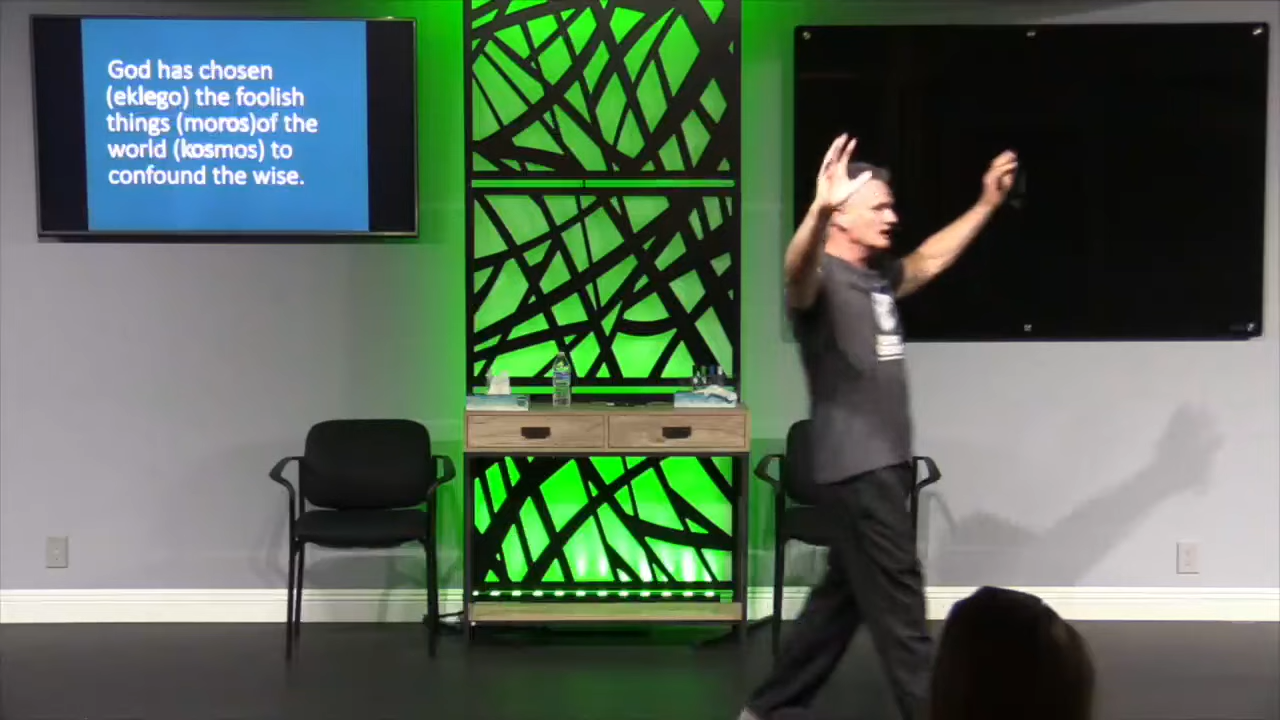 God has chosen
(eklego) the foolish
things (moros)of the
world (kosmos) to
confound the wise.